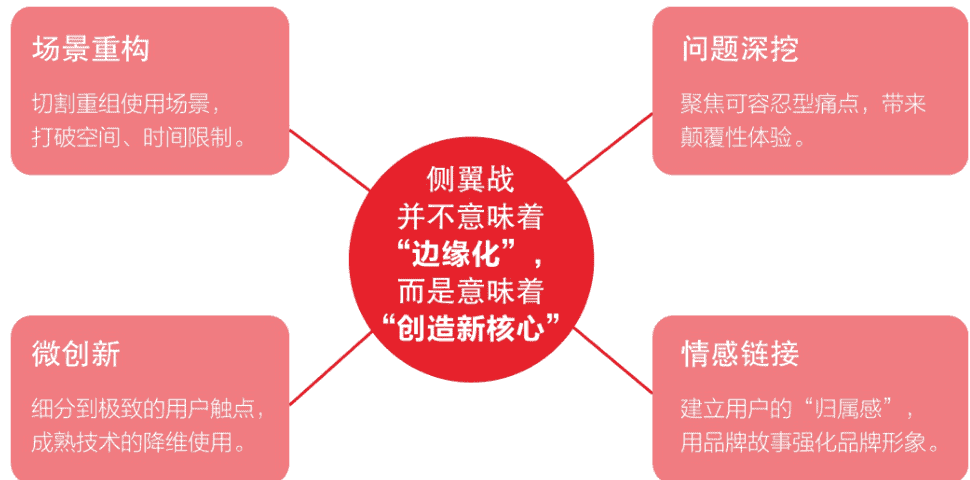 场景重构
切割重组使用场景，
打破空间、时间限制。
问题深挖
聚焦可容忍型痛点，带来
颠覆性体验。
侧翼战
并不意味着
“边缘化”，
而是意味着
“创造新核心”
微创新
细分到极致的用户触点，
成熟技术的降维使用。
情感链接
建立用户的“归属感”，
用品牌故事强化品牌形象。